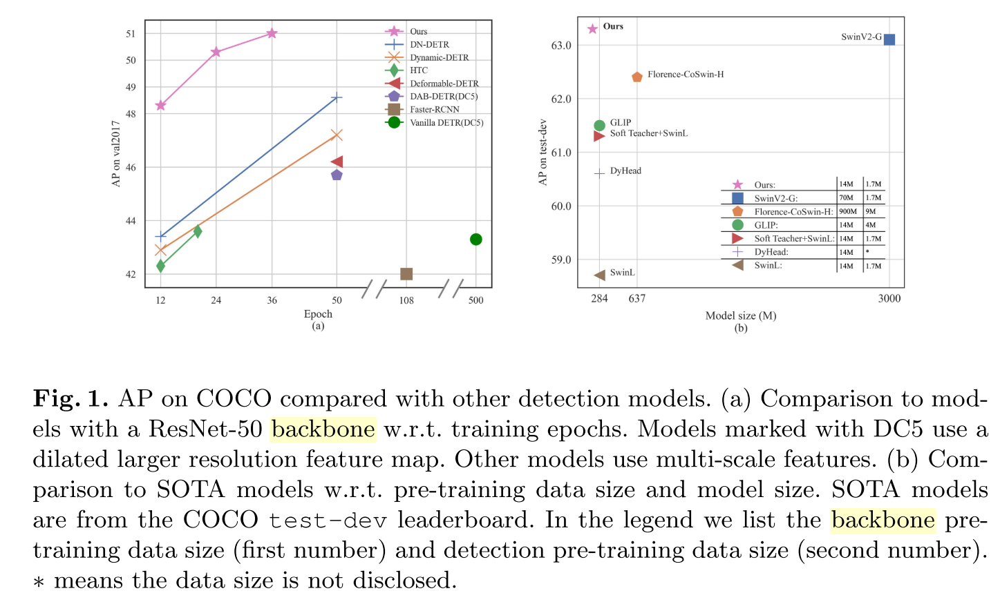 51
50
49
48
46
44
42
AP on val2017
Ours
DN-DETR
Dynamic-DETR
HTC
Deformable-DETR
DAB-DETR(DC5)
Faster-RCNN
Vanilla DETR(DC5)
12 24 36 50 108 500
Epoch
(a)
63.0
62.0
61.0
60.0
59.0
AP on test-dev
Ours
SwinV2-G
Florence-CoSwin-H
GLIP
Soft Teacher+SwinL
DyHead
SwinL
Ours: 14M 1.7M
SwinV2-G: 70M 1.7M
Florence-CoSwin-H: 900M 9M
GLIP: 14M 4M
Soft Teacher+SwinL: 14M 1.7M
DyHead: 14M *
SwinL: 14M 1.7M
284 637 3000
Model size (M)
(b)
Fig. 1. AP on COCO compared with other detection models. (a) Comparison to mod-
els with a ResNet-50 backbone w.r.t. training epochs. Models marked with DC5 use a
dilated larger resolution feature map. Other models use multi-scale features. (b) Com-
parison to SOTA models w.r.t. pre-training data size and model size. SOTA models
are from the COCO test-dev leaderboard. In the legend we list the backbone pre-
training data size (first number) and detection pre-training data size (second number).
∗ means the data size is not disclosed.